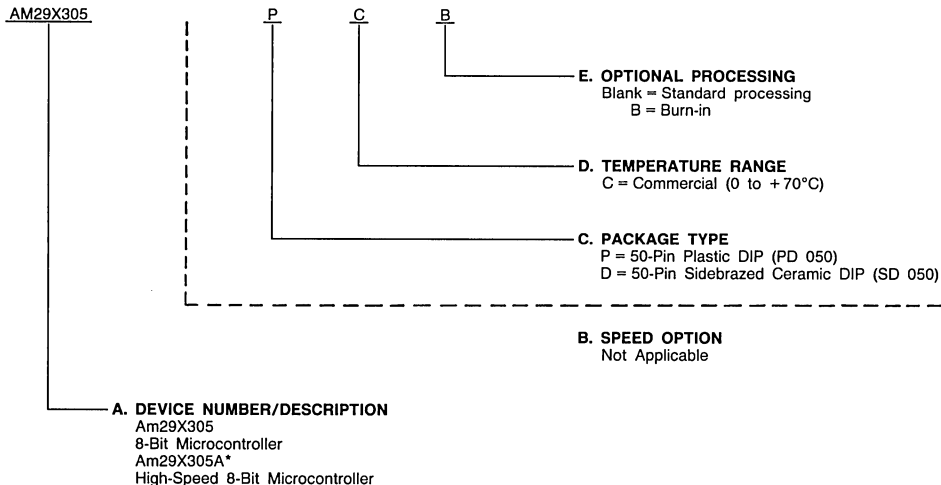 AM29X305 P C B
E. OPTIONAL PROCESSING
Blank = Standard processing
B = Burn-in
D. TEMPERATURE RANGE
C = Commercial (0 to +70°C)
C. PACKAGE TYPE
P = 50-Pin Plastic DIP (PD 050)
D = 50-Pin Sidebrazed Ceramic DIP (SD 050)
B. SPEED OPTION
Not Applicable
A. DEVICE NUMBER/DESCRIPTION
Am29X305
8-Bit Microcontroller
Am29X305A*
High-Speed 8-Bit Microcontroller